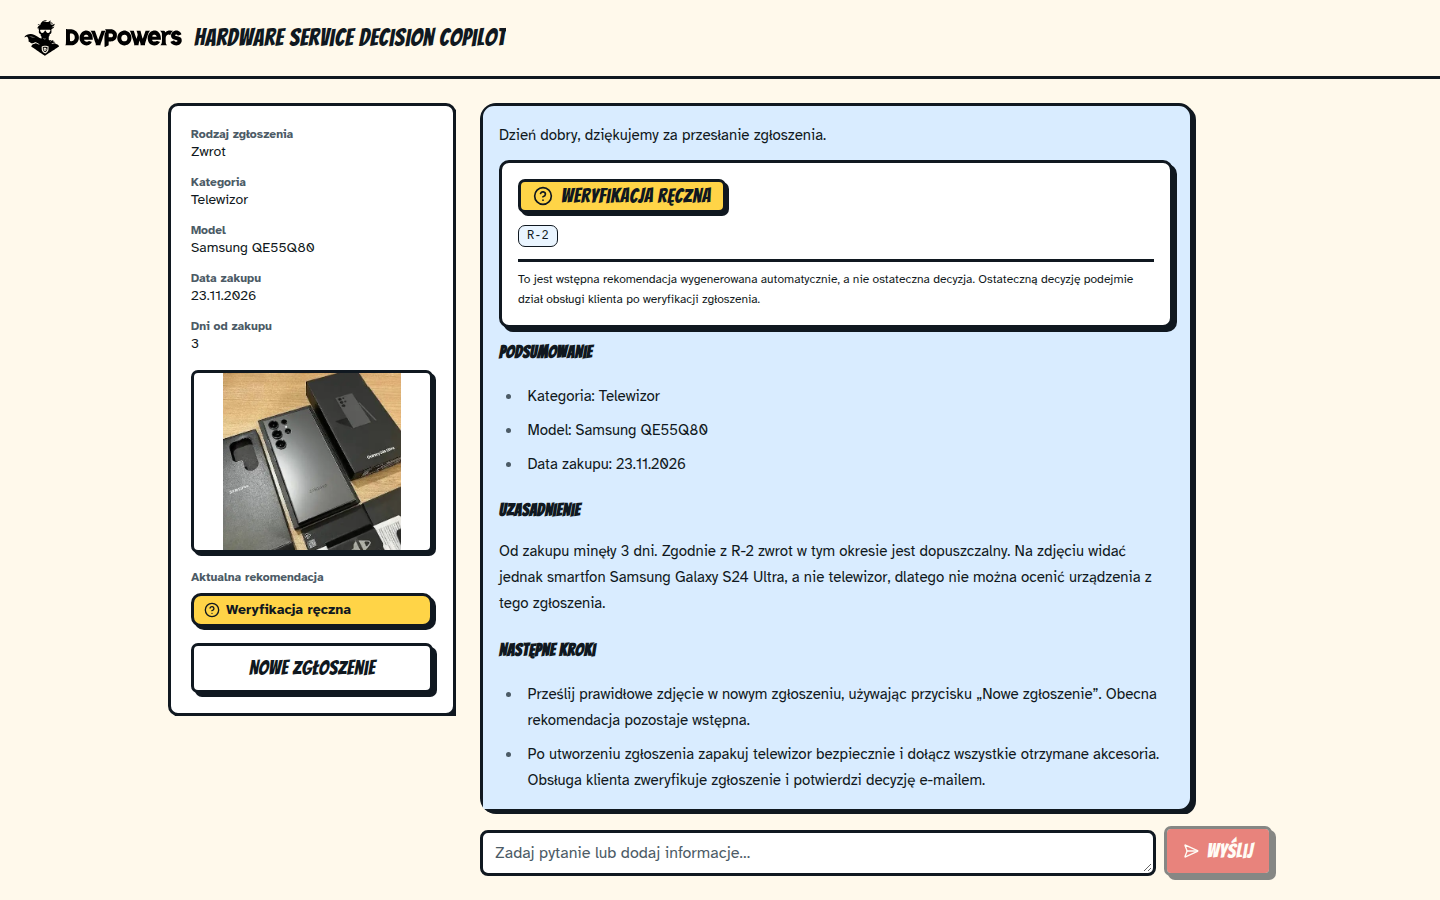 DevPowers HARDWARE SERVICE DECISION COPILOT
Rodzaj zgłoszenia
Zwrot
Kategoria
Telewizor
Model
Samsung QE55Q80
Data zakupu
23.11.2026
Dni od zakupu
3
Aktualna rekomendacja
Weryfikacja ręczna
NOWE ZGŁOSZENIE
Dzień dobry, dziękujemy za przesłanie zgłoszenia.
WERYFIKACJA RĘCZNA
R-2
To jest wstępna rekomendacja wygenerowana automatycznie, a nie ostateczna decyzja. Ostateczną decyzję podejmie
dział obsługi klienta po weryfikacji zgłoszenia.
PODSUMOWANIE
Kategoria: Telewizor
Model: Samsung QE55Q80
Data zakupu: 23.11.2026
UZASADNIENIE
Od zakupu minęły 3 dni. Zgodnie z R-2 zwrot w tym okresie jest dopuszczalny. Na zdjęciu widać
jednak smartfon Samsung Galaxy S24 Ultra, a nie telewizor, dlatego nie można ocenić urządzenia z
tego zgłoszenia.
NASTĘPNE KROKI
Prześlij prawidłowe zdjęcie w nowym zgłoszeniu, używając przycisku „Nowe zgłoszenie”. Obecna
rekomendacja pozostaje wstępna.
Po utworzeniu zgłoszenia zapakuj telewizor bezpiecznie i dołącz wszystkie otrzymane akcesoria.
Obsługa klienta zweryfikuje zgłoszenie i potwierdzi decyzję e-mailem.
Zadaj pytanie lub dodaj informacje...
WYŚLIJ